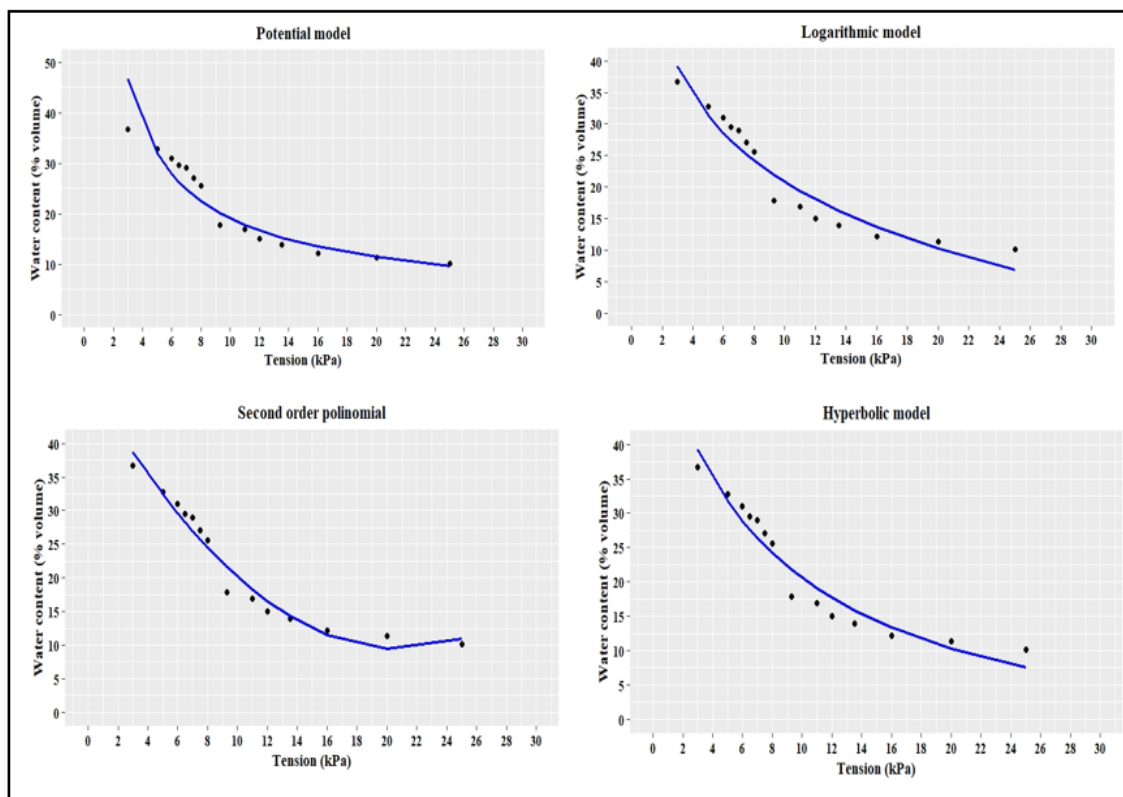 Potential model
Water content (% volume)
50
40
30
20
10
0
0 2 4 6 8 10 12 14 16 18 20 22 24 26 28 30
Tension (kPa)
Logarithmic model
Water content (% volume)
40
35
30
25
20
15
10
5
0
0 2 4 6 8 10 12 14 16 18 20 22 24 26 28 30
Tension (kPa)
Second order polinomial
Water content (% volume)
40
35
30
25
20
15
10
5
0
0 2 4 6 8 10 12 14 16 18 20 22 24 26 28 30
Tension (kPa)
Hyperbolic model
Water content (% volume)
40
35
30
25
20
15
10
5
0
0 2 4 6 8 10 12 14 16 18 20 22 24 26 28 30
Tension (kPa)